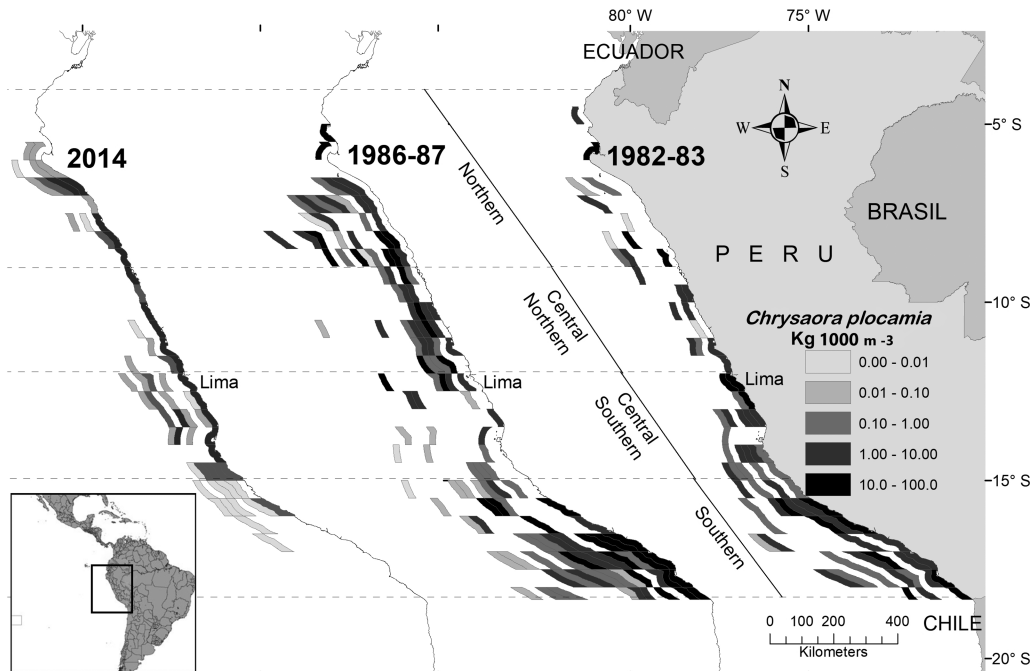 80° W
75° W
ECUADOR
N
W
E
S
5° S
2014
1986-87
1982-83
Northern
BRASIL
P E R U
10° S
Central
Northern
Chrysaora plocamia
Kg 1000 m -3
0.00 - 0.01
0.01 - 0.10
0.10 - 1.00
1.00 - 10.00
10.0 - 100.0
Lima
Lima
Lima
Central
Southern
15° S
Southern
0 100 200 400
Kilometers
CHILE
20° S